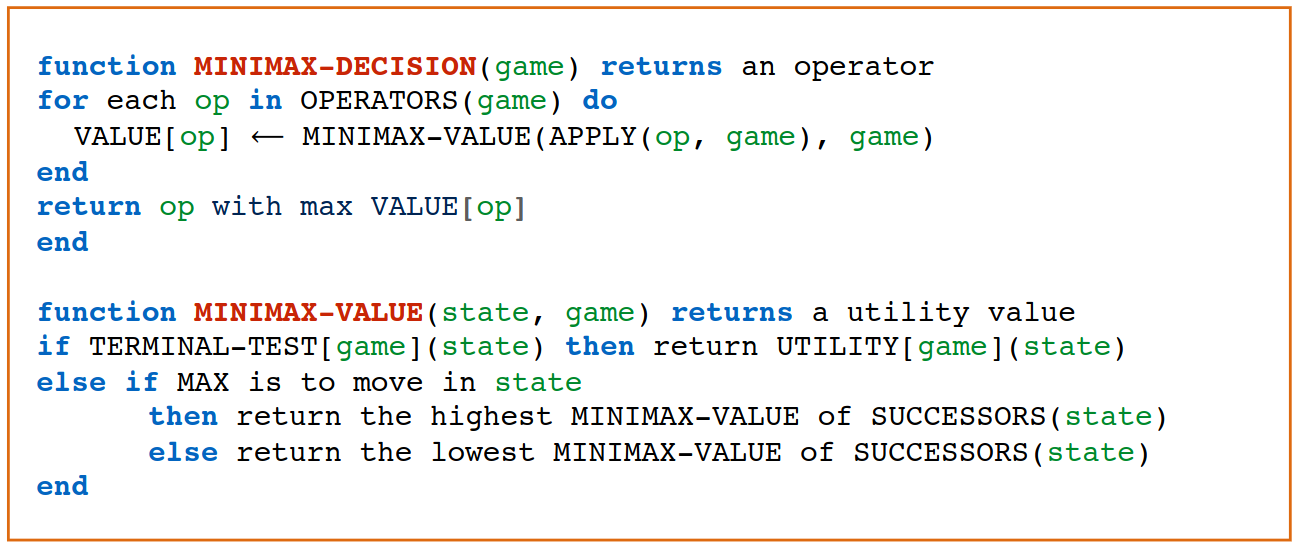 function MINIMAX-DECISION(game) returns an operator
for each op in OPERATORS(game) do
VALUE[op] ⟵ MINIMAX-VALUE(APPLY(op, game), game)
end
return op with max VALUE[op]
end
function MINIMAX-VALUE(state, game) returns a utility value
if TERMINAL-TEST[game](state) then return UTILITY[game](state)
else if MAX is to move in state
then return the highest MINIMAX-VALUE of SUCCESSORS(state)
else return the lowest MINIMAX-VALUE of SUCCESSORS(state)
end